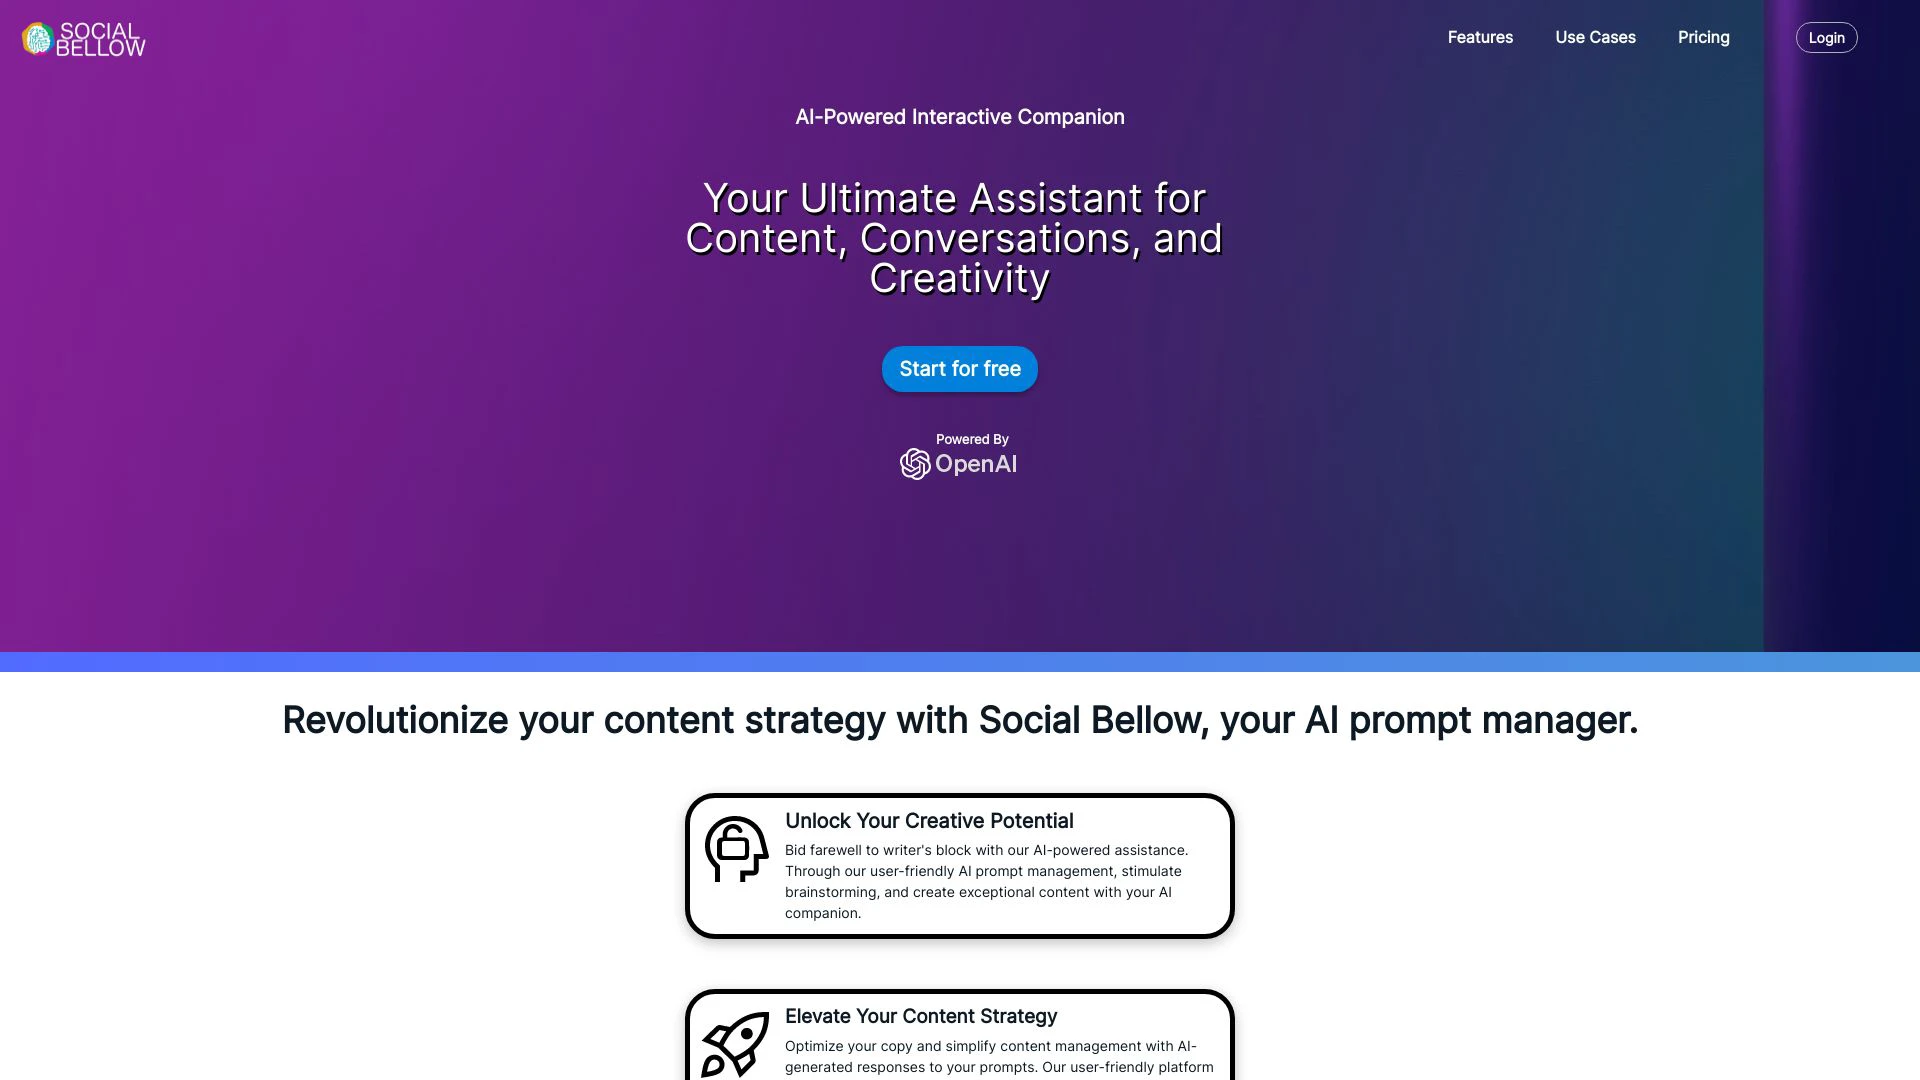 SOCIAL
BELLOW
Features
Use Cases
Pricing
Login
AI-Powered Interactive Companion
Your Ultimate Assistant for
Content, Conversations, and
Creativity
Start for free
Powered By
OpenAI
Revolutionize your content strategy with Social Bellow, your AI prompt manager.
Unlock Your Creative Potential
Bid farewell to writer's block with our AI-powered assistance.
Through our user-friendly AI prompt management, stimulate
brainstorming, and create exceptional content with your AI
companion.
Elevate Your Content Strategy
Optimize your copy and simplify content management with AI-
generated responses to your prompts. Our user-friendly platform